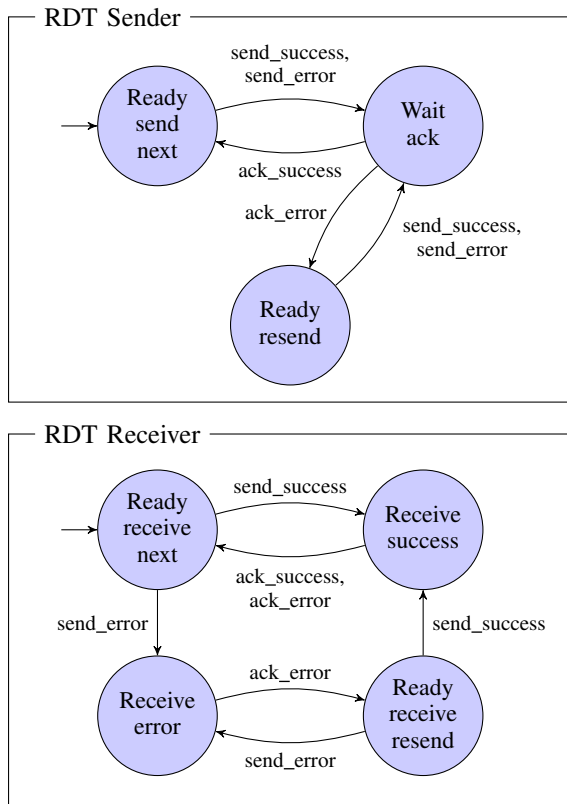 RDT Sender
send_success,
send_error
Ready
send
next
Wait
ack
ack_success
ack_error
send_success,
send_error
Ready
resend
RDT Receiver
Ready
receive
next
send_success
Receive
success
ack_success,
ack_error
send_error
send_success
Receive
error
ack_error
Ready
receive
resend
send_error